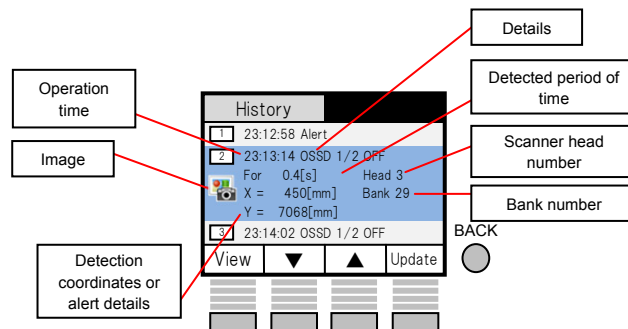 Details
Operation
time
Detected period of
time
History
1 23:12:58 Alert
Image
2 23:13:14 OSSD 1/2 OFF
For 0.4[s] Head 3
X = 450[mm] Bank 29
Y = 7068[mm]
Scanner head
number
Bank number
3 23:14:02 OSSD 1/2 OFF
BACK
View ▼ ▲ Update
Detection
coordinates or
alert details